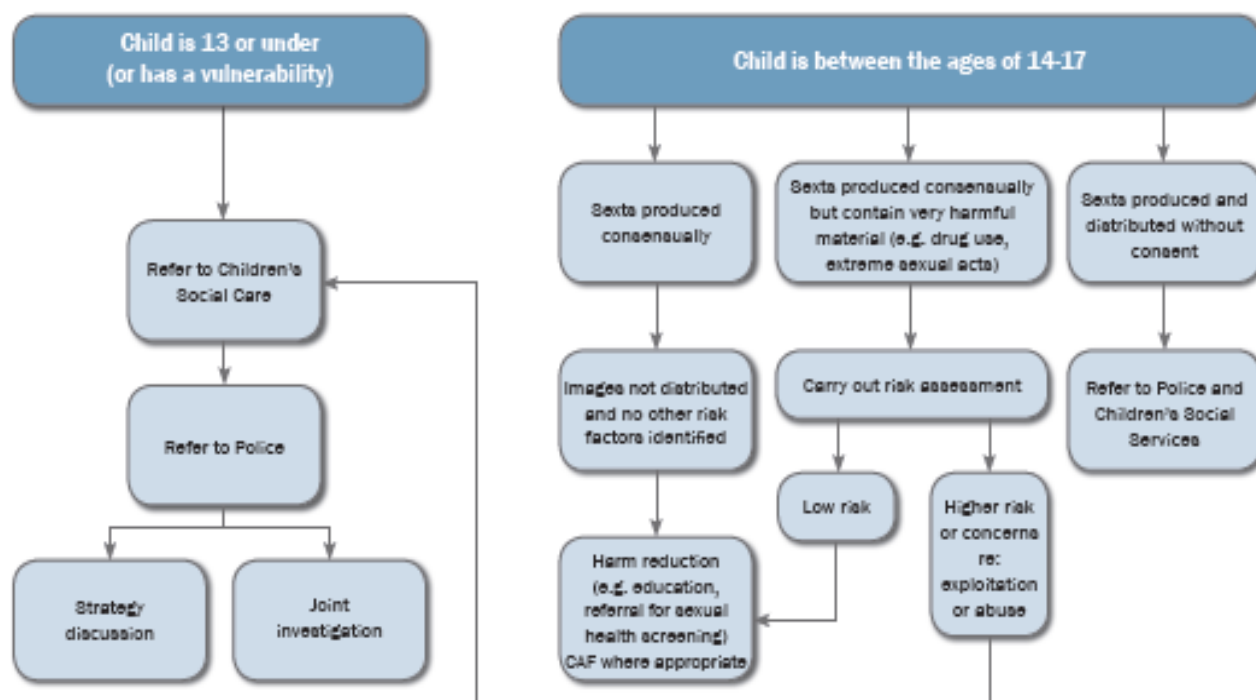 Child is 13 or under
(or has a vulnerability)
Refer to Children's
Social Care
Refer to Police
Strategy
discussion
Joint
investigation
Child is between the ages of 14-17
Sexts produced
consensually
Images not distributed
and no other risk
factors identified
Harm reduction
(e.g. education,
referral for sexual
health screening)
CAF where appropriate
Sexts produced consensually
but contain very harmful
material (e.g. drug use,
extreme sexual acts)
Carry out risk assessment
Low risk
Higher risk
or concerns
re:
exploitation
or abuse
Sexts produced and
distributed without
consent
Refer to Police and
Children's Social
Services